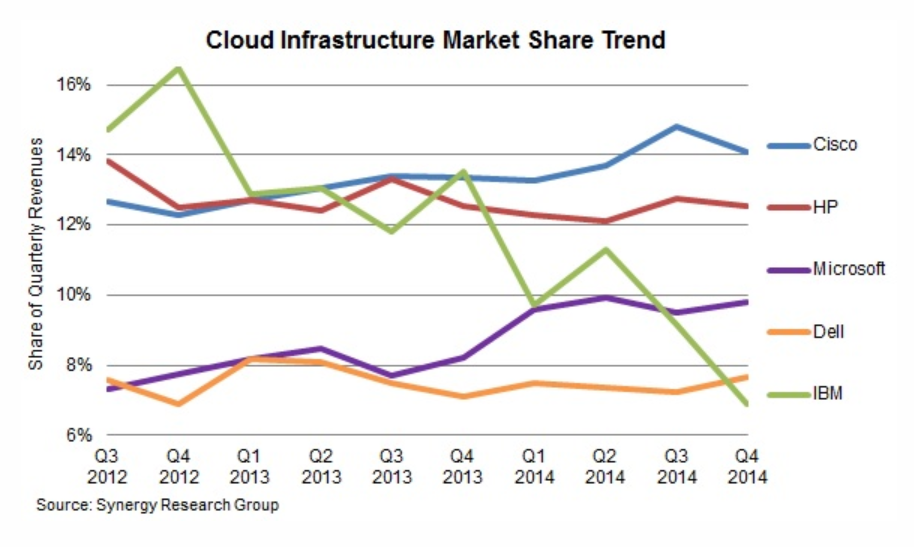 Cloud Infrastructure Market Share Trend
Share of Quarterly Revenues
16%
14%
12%
10%
8%
6%
Q3 Q4 Q1 Q2 Q3 Q4 Q1 Q2 Q3 Q4
2012 2012 2013 2013 2013 2013 2014 2014 2014 2014
Cisco
HP
Microsoft
Dell
IBM
Source: Synergy Research Group